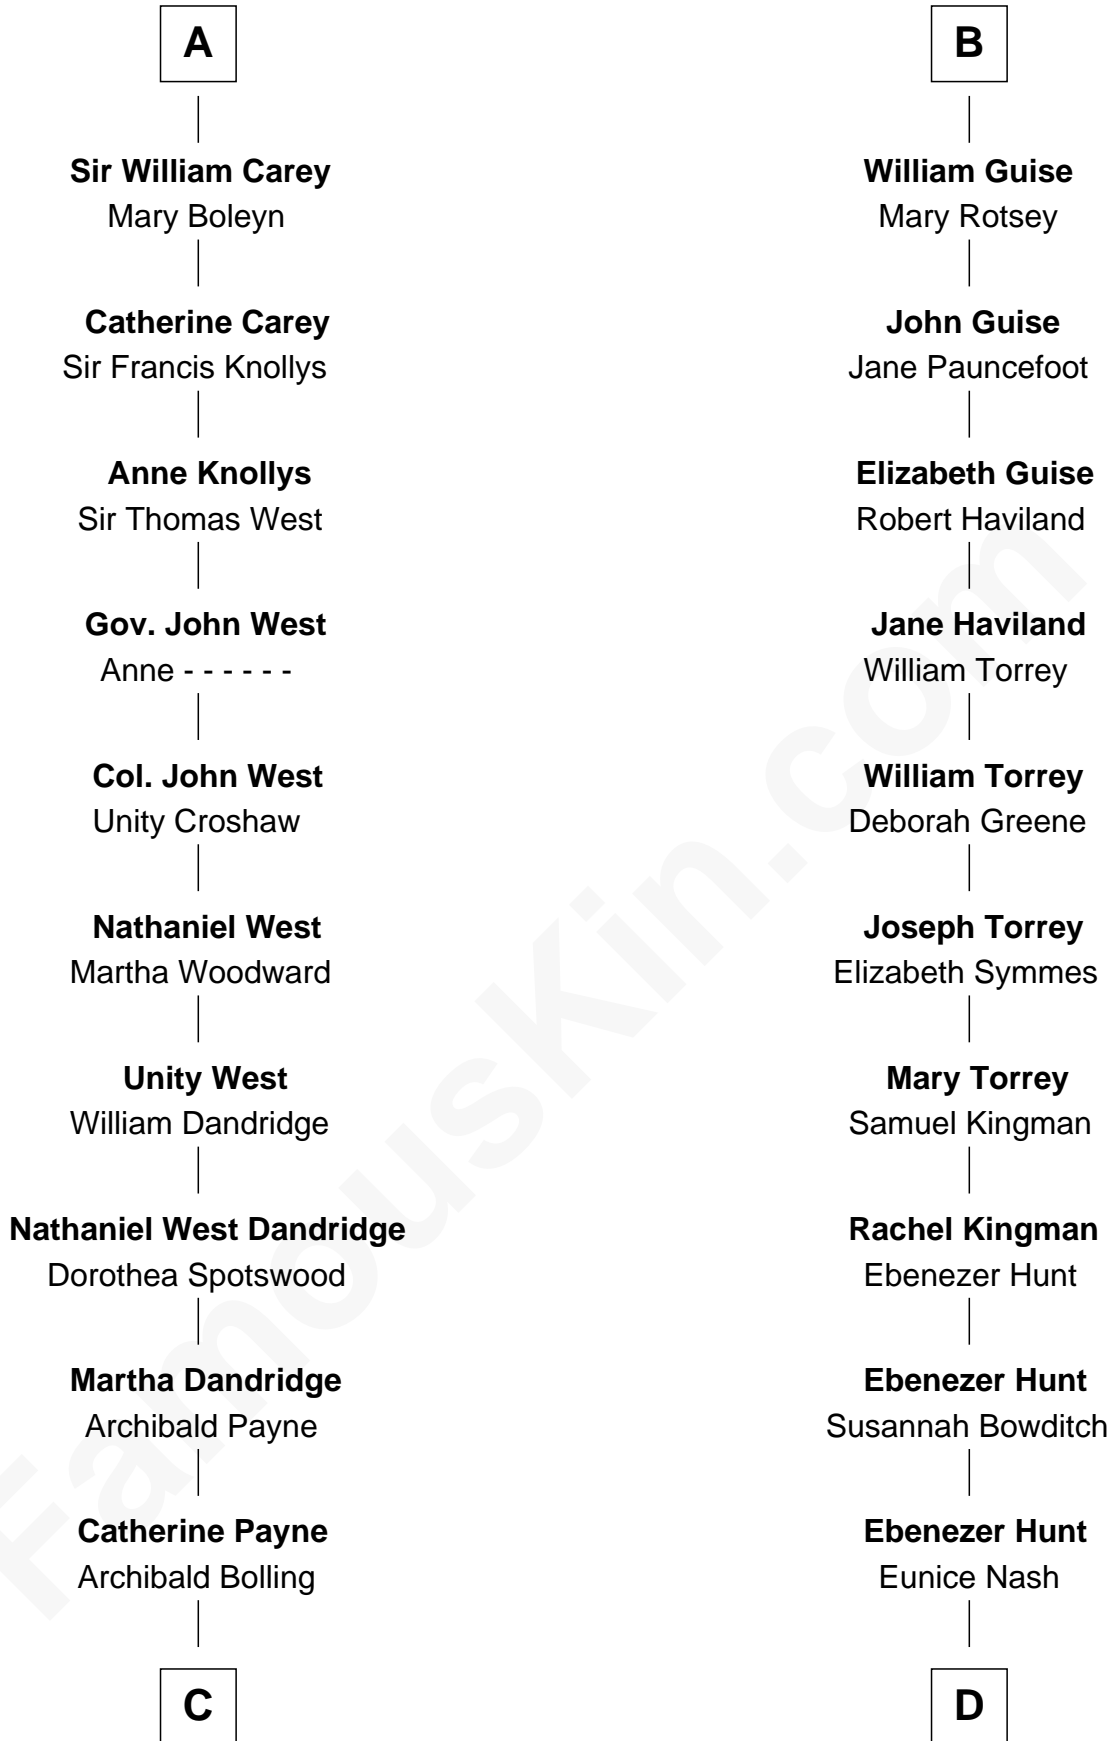 A
Sir William Carey
Mary Boleyn
Catherine Carey
Sir Francis Knollys
Anne Knollys
Sir Thomas West
Gov. John West
Anne - - - - - -
Col. John West
Unity Croshaw
Nathaniel West
Martha Woodward
Unity West
William Dandridge
Nathaniel West Dandridge
Dorothea Spotswood
Martha Dandridge
Archibald Payne
Catherine Payne
Archibald Bolling
C
B
William Guise
Mary Rotsey
John Guise
Jane Pauncefoot
Elizabeth Guise
Robert Haviland
Jane Haviland
William Torrey
William Torrey
Deborah Greene
Joseph Torrey
Elizabeth Symmes
Mary Torrey
Samuel Kingman
Rachel Kingman
Ebenezer Hunt
Ebenezer Hunt
Susannah Bowditch
Ebenezer Hunt
Eunice Nash
D
FamousKin.com